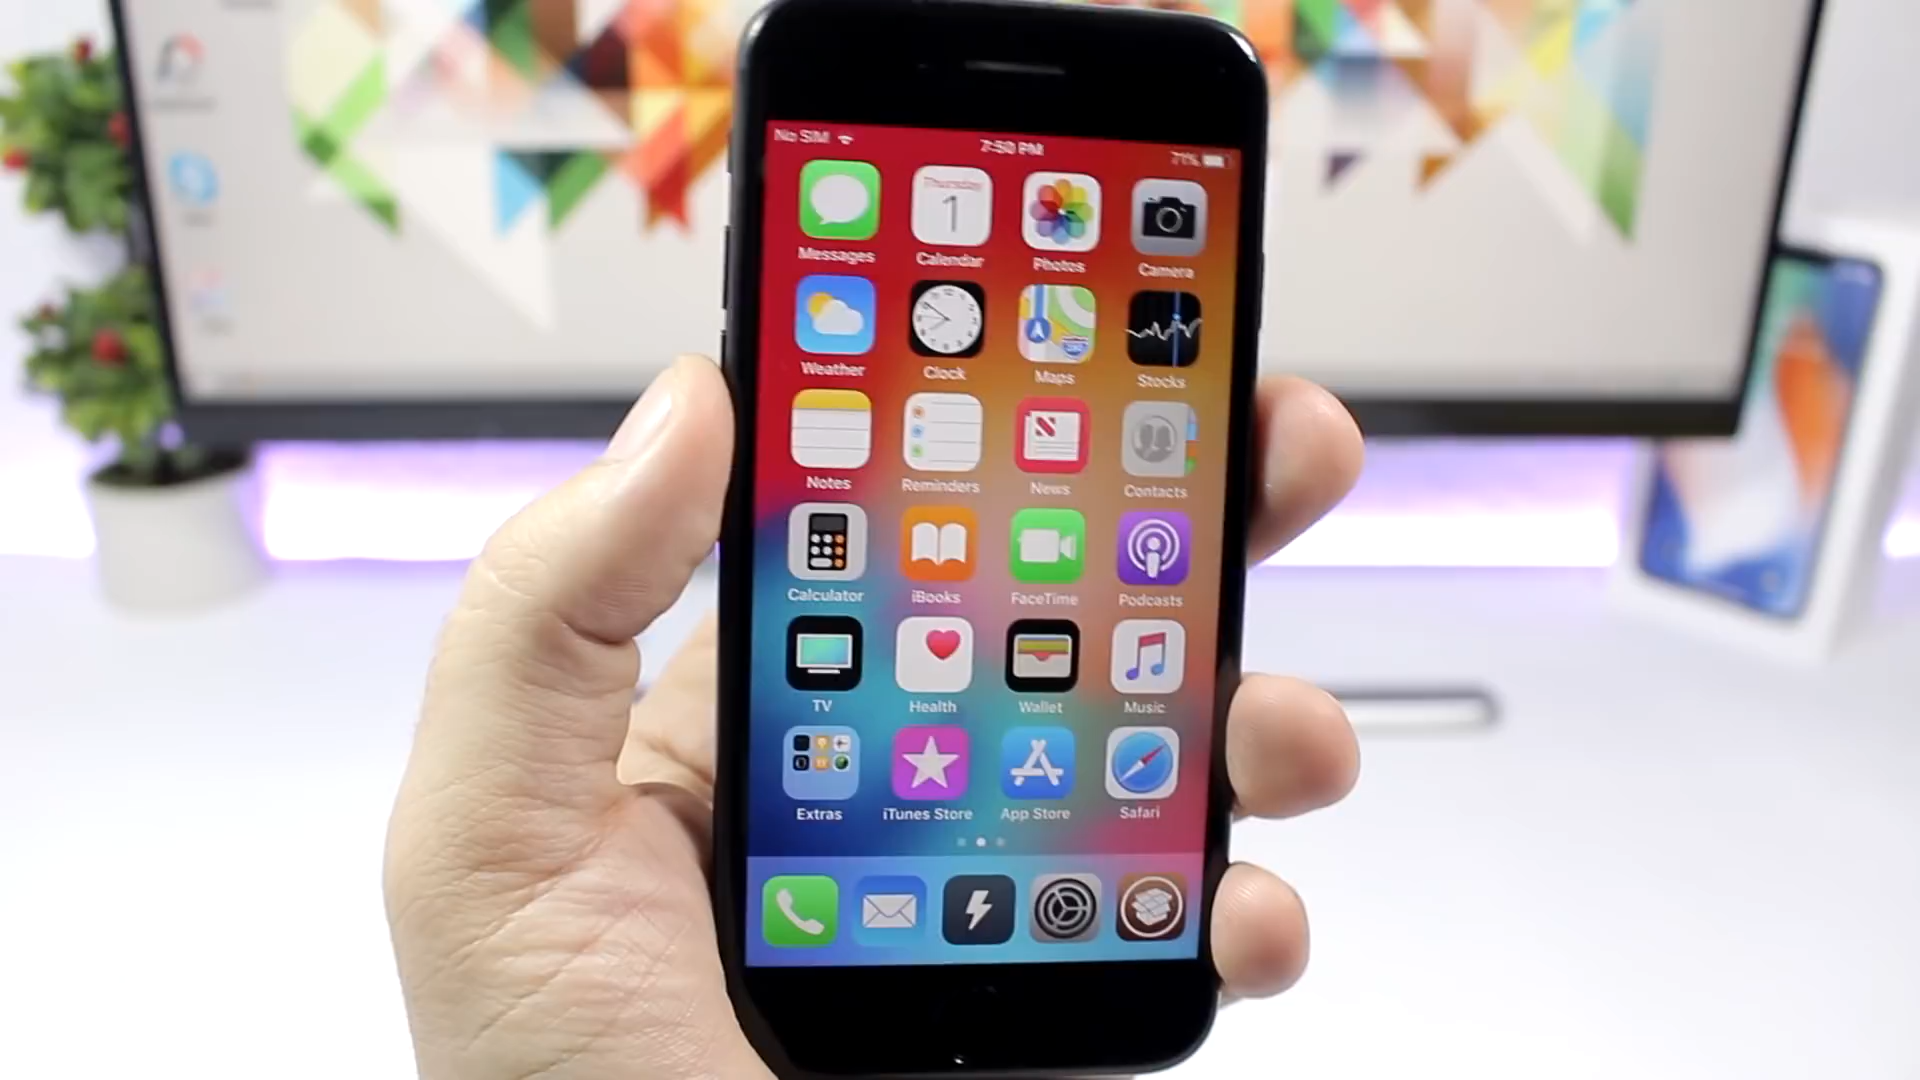 No SIM 7:50 PM 71%
Thursday
1
Messages Calendar Photos Camera
Weather Clock Maps Stocks
Notes Reminders News Contacts
Calculator iBooks FaceTime Podcasts
TV Health Wallet Music
Extras iTunes Store App Store Safari